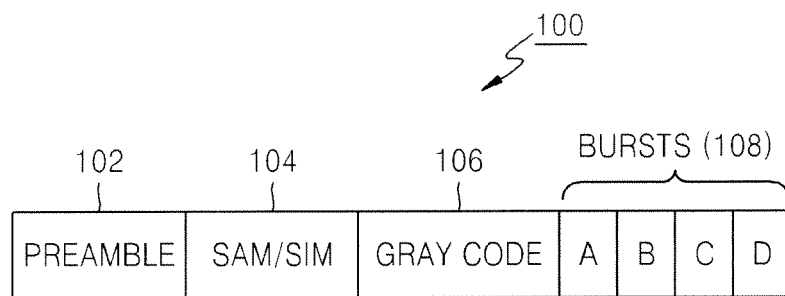 100
102 104 106 BURSTS (108)
PREAMBLE SAM/SIM GRAY CODE A B C D